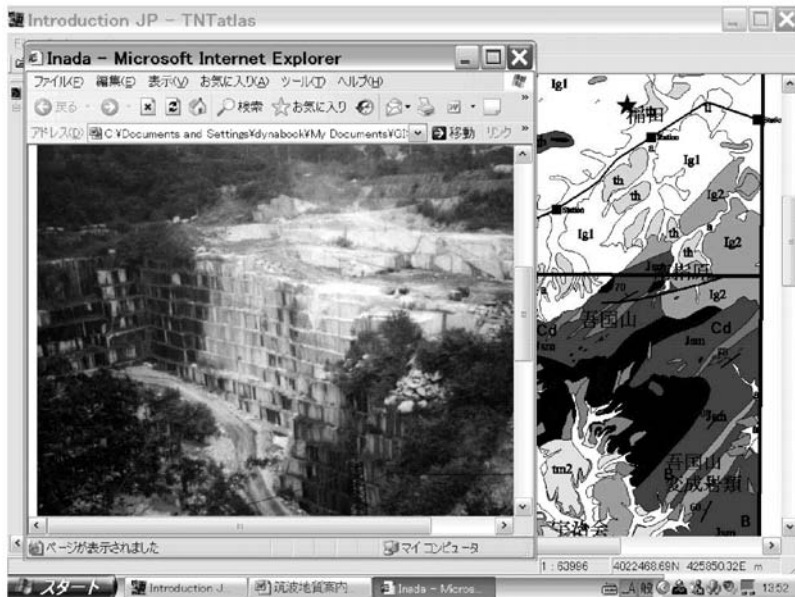 Introduction JP - TNTatlas
Inada - Microsoft Internet Explorer
ファイル(F) 編集(E) 表示(V) お気に入り(A) ツール(T) ヘルプ(H)
戻る 検索 お気に入り
アドレス(D) C:¥Documents and Settings¥dynabook¥My Documents¥GI 移動 リンク
ページが表示されました マイ コンピュータ
Ig1
稲田
Station
a
Ig1
th
th
Ig2
Station
Ig1
th
a
th
Ig2
70
Ig2
吾国山
Cd
Cd
Jsm
Jsm
吾国山
変成岩類
tm2
B
B
Jsm
1 : 63996 4022468.69N 425850.32E m
スタート Introduction J... 筑波地質案内... Inada - Micros... A 般 13:52